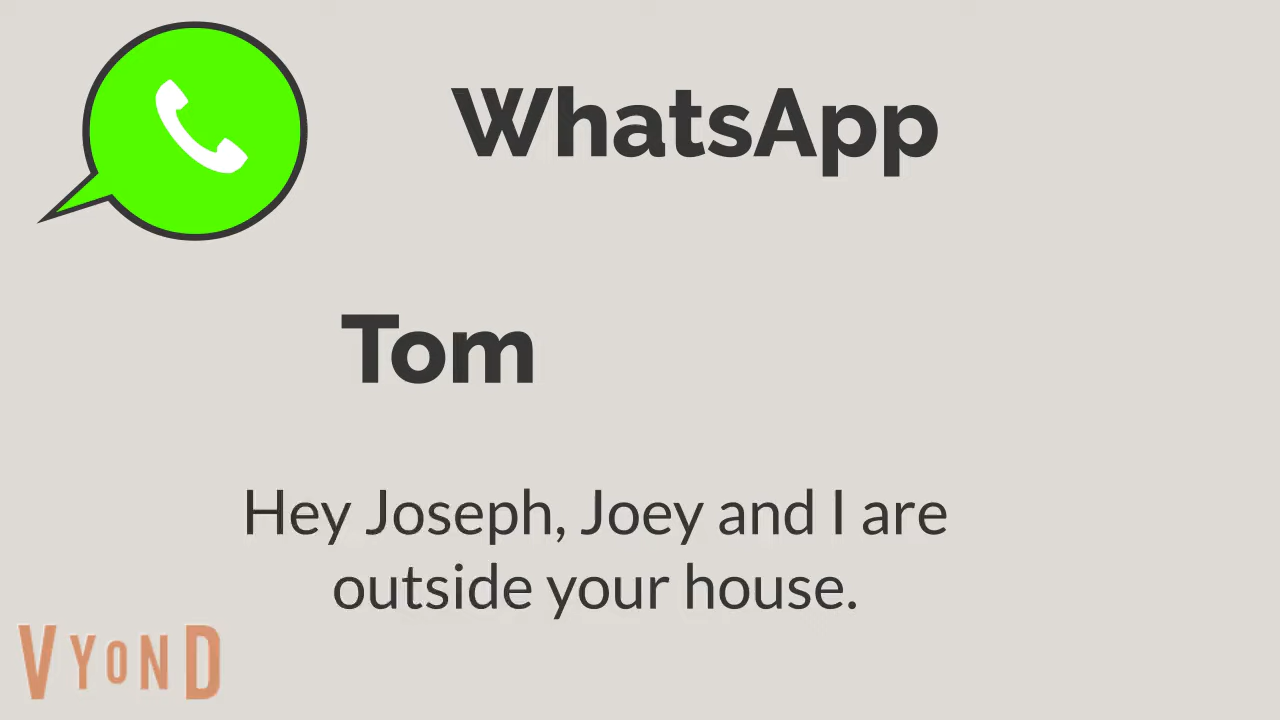 WhatsApp
Tom
Hey Joseph, Joey and I are
outside your house.
VYOND